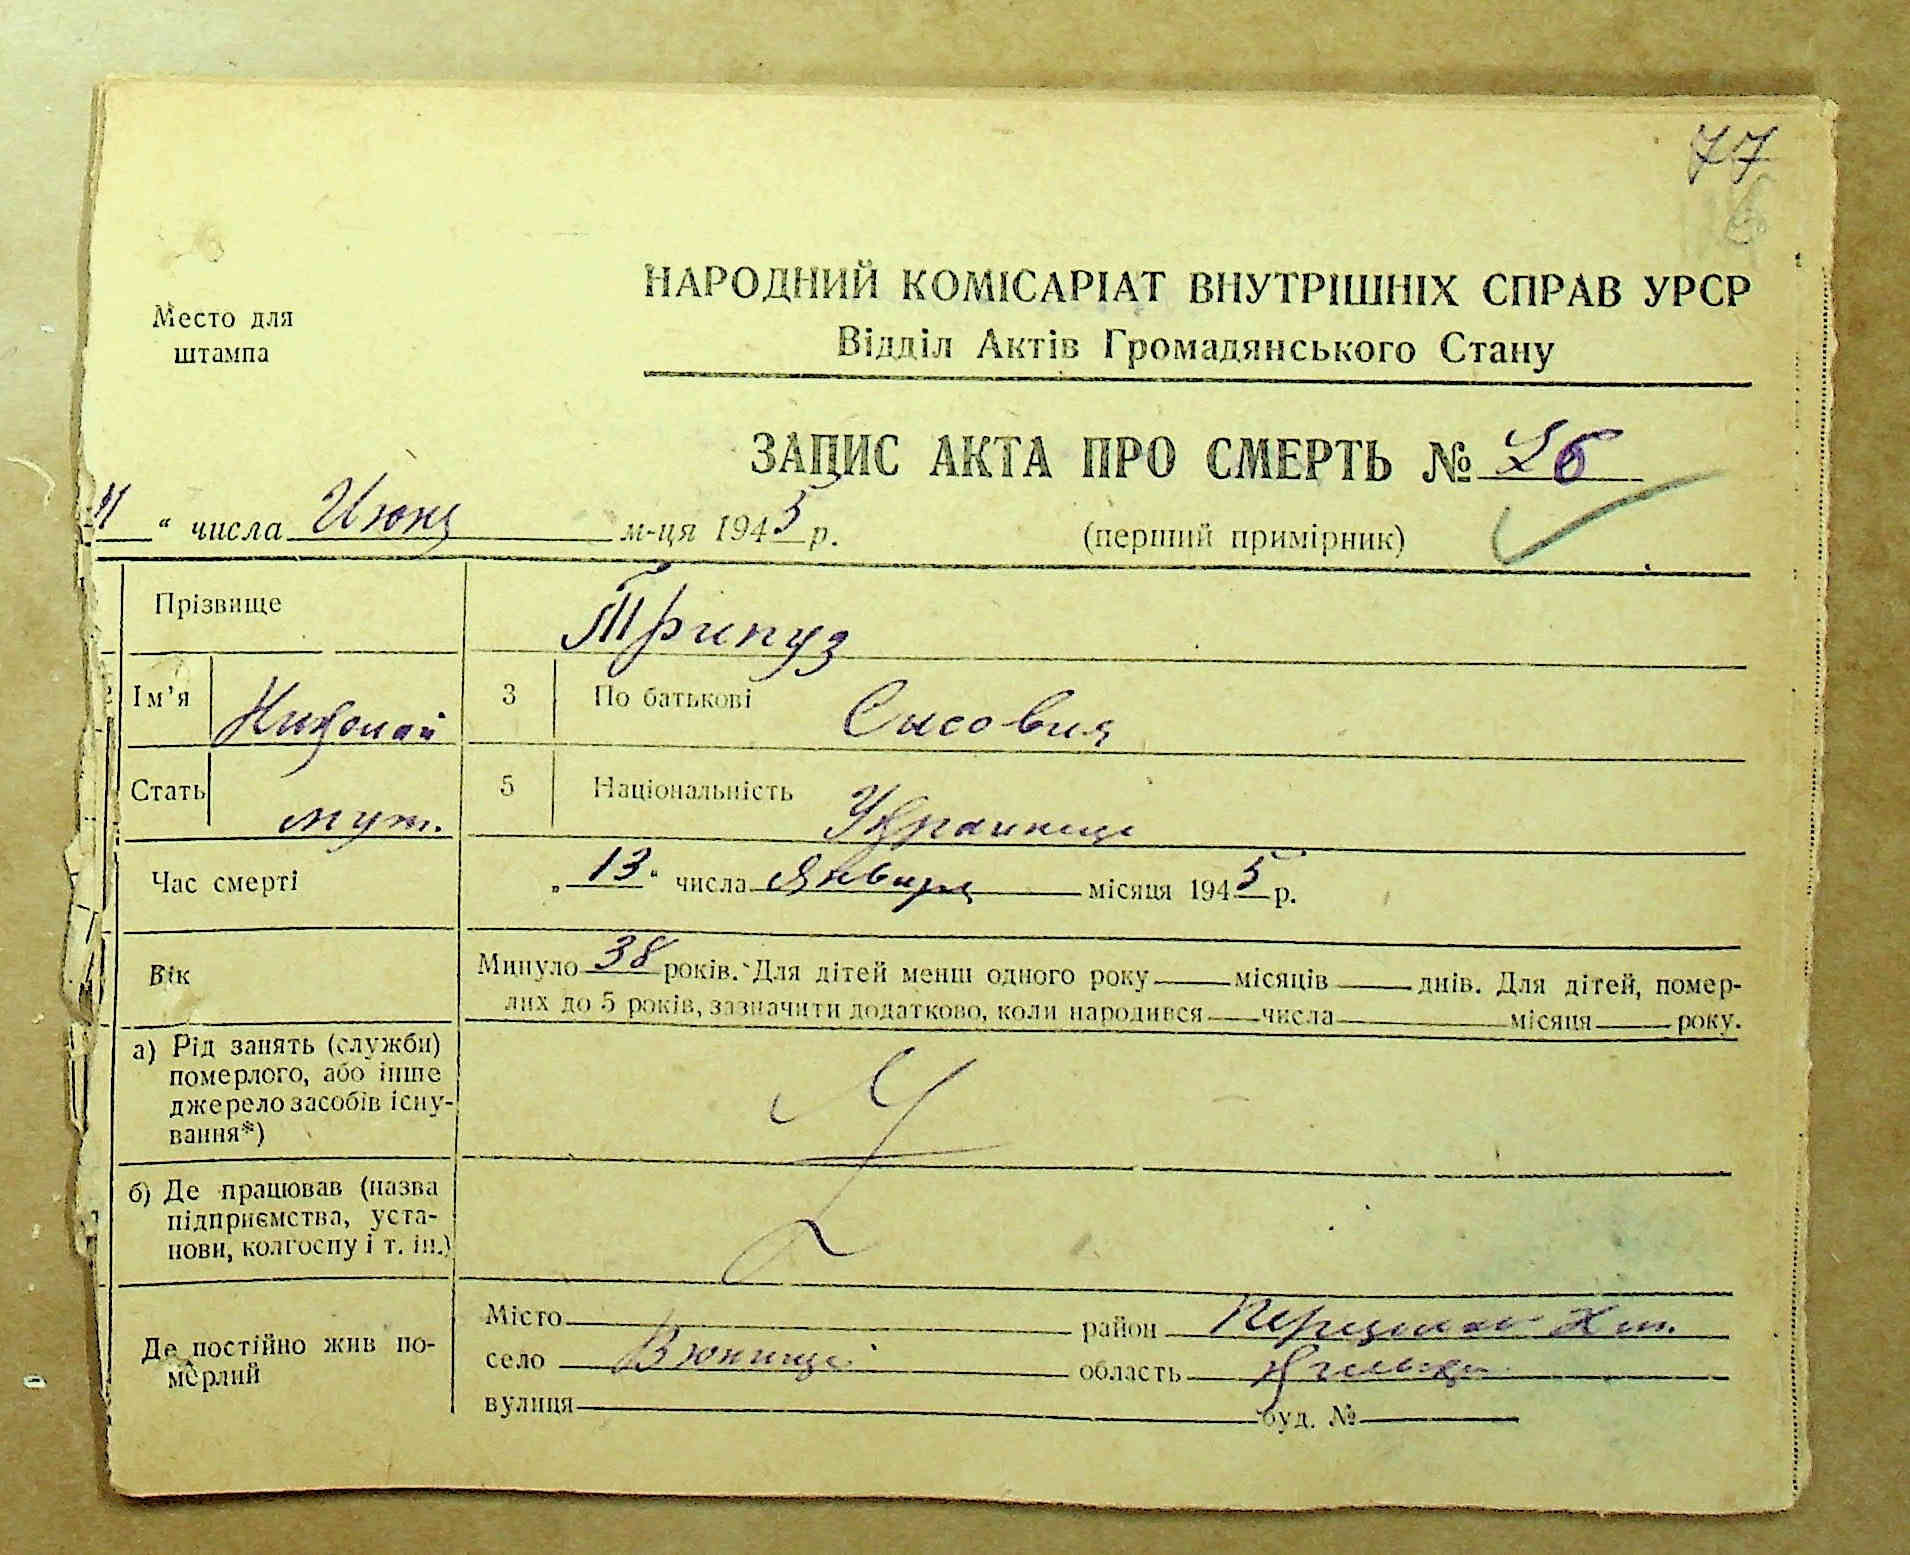 77
НАРОДНИЙ КОМІСАРІАТ ВНУТРІШНІХ СПРАВ УРСР
Место для
штампа
Відділ Актів Громадянського Стану
ЗАПИС АКТА ПРО СМЕРТЬ № 26
“ числа Июня м-ця 1945 р.
(перший примірник)
Прізвище Трипуз
Ім'я Николай 3 По батькові Сысовия
Стать муж. 5 Національність Украинец
Час смерті „ 13 “ числа Января місяця 1945 р.
Вік Минуло 38 років. Для дітей менш одного року місяців днів. Для дітей, помер-
лих до 5 років, зазначити додатково, коли народився числа місяця року.
а) Рід занять (служби)
померлого, або інше
джерело засобів існу-
вання*)
б) Де працював (назва
підприємства, уста-
нови, колгоспу і т. ін.)
Де постійно жив по-
мерлий
Місто район Переяслав Хм.
село Вюнище область Киевск.
вулиця буд. №